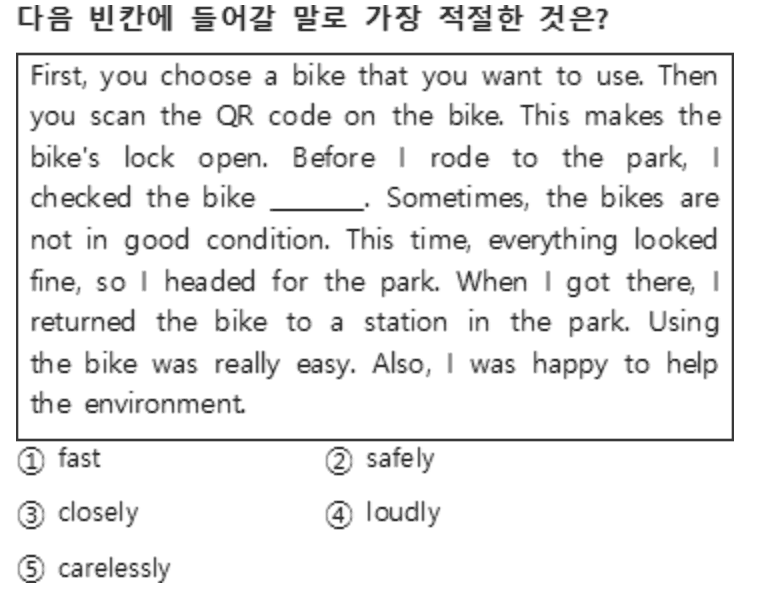 다음 빈칸에 들어갈 말로 가장 적절한 것은?
First, you choose a bike that you want to use. Then
you scan the QR code on the bike. This makes the
bike's lock open. Before I rode to the park, I
checked the bike _______. Sometimes, the bikes are
not in good condition. This time, everything looked
fine, so I headed for the park. When I got there, I
returned the bike to a station in the park. Using
the bike was really easy. Also, I was happy to help
the environment.
① fast ② safely
③ closely ④ loudly
⑤ carelessly